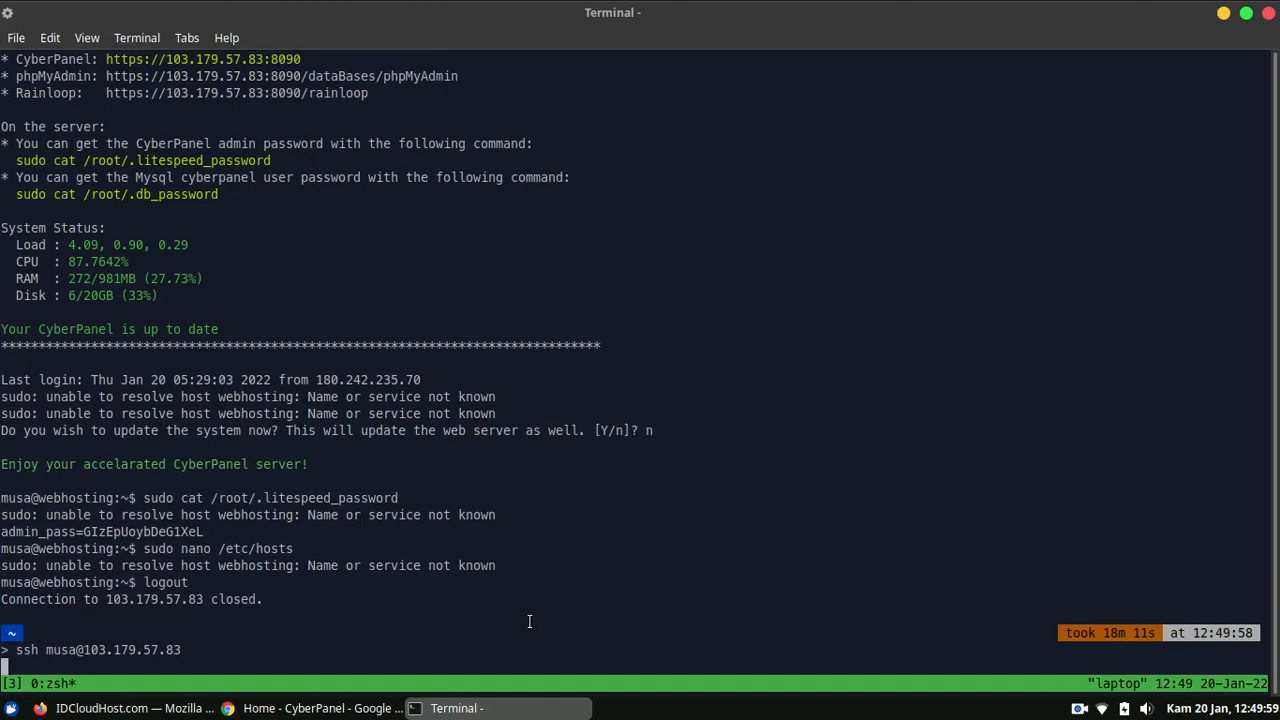 Terminal -
File Edit View Terminal Tabs Help
* CyberPanel: https://103.179.57.83:8090
* phpMyAdmin: https://103.179.57.83:8090/dataBases/phpMyAdmin
* Rainloop:   https://103.179.57.83:8090/rainloop
On the server:
* You can get the CyberPanel admin password with the following command:
  sudo cat /root/.litespeed_password
* You can get the Mysql cyberpanel user password with the following command:
  sudo cat /root/.db_password
System Status:
  Load : 4.09, 0.90, 0.29
  CPU  : 87.7642%
  RAM  : 272/981MB (27.73%)
  Disk : 6/20GB (33%)
Your CyberPanel is up to date
********************************************************************************
Last login: Thu Jan 20 05:29:03 2022 from 180.242.235.70
sudo: unable to resolve host webhosting: Name or service not known
sudo: unable to resolve host webhosting: Name or service not known
Do you wish to update the system now? This will update the web server as well. [Y/n]? n
Enjoy your accelarated CyberPanel server!
musa@webhosting:~$ sudo cat /root/.litespeed_password
sudo: unable to resolve host webhosting: Name or service not known
admin_pass=GIzEpUoybDeG1XeL
musa@webhosting:~$ sudo nano /etc/hosts
sudo: unable to resolve host webhosting: Name or service not known
musa@webhosting:~$ logout
Connection to 103.179.57.83 closed.
~ took 18m 11s at 12:49:58
> ssh musa@103.179.57.83
[3] 0:zsh* "laptop" 12:49 20-Jan-22
IDCloudHost.com — Mozilla ... Home - CyberPanel - Google ... Terminal - Kam 20 Jan, 12:49:59